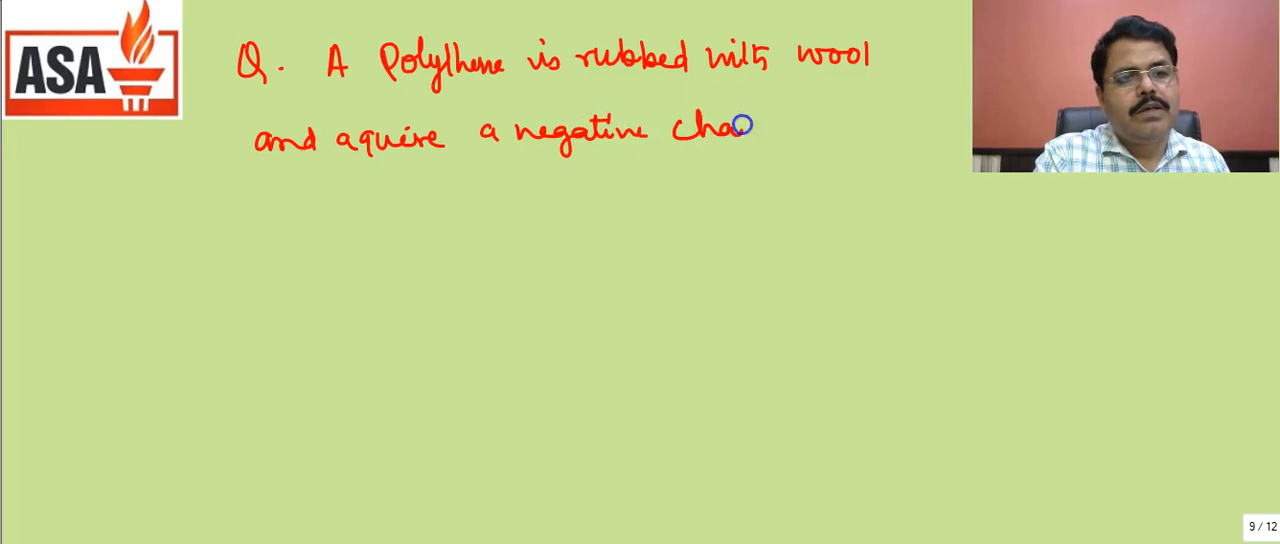 ASA
Q. A Polythene is rubbed with wool
and aquire a negative cha
9 / 12